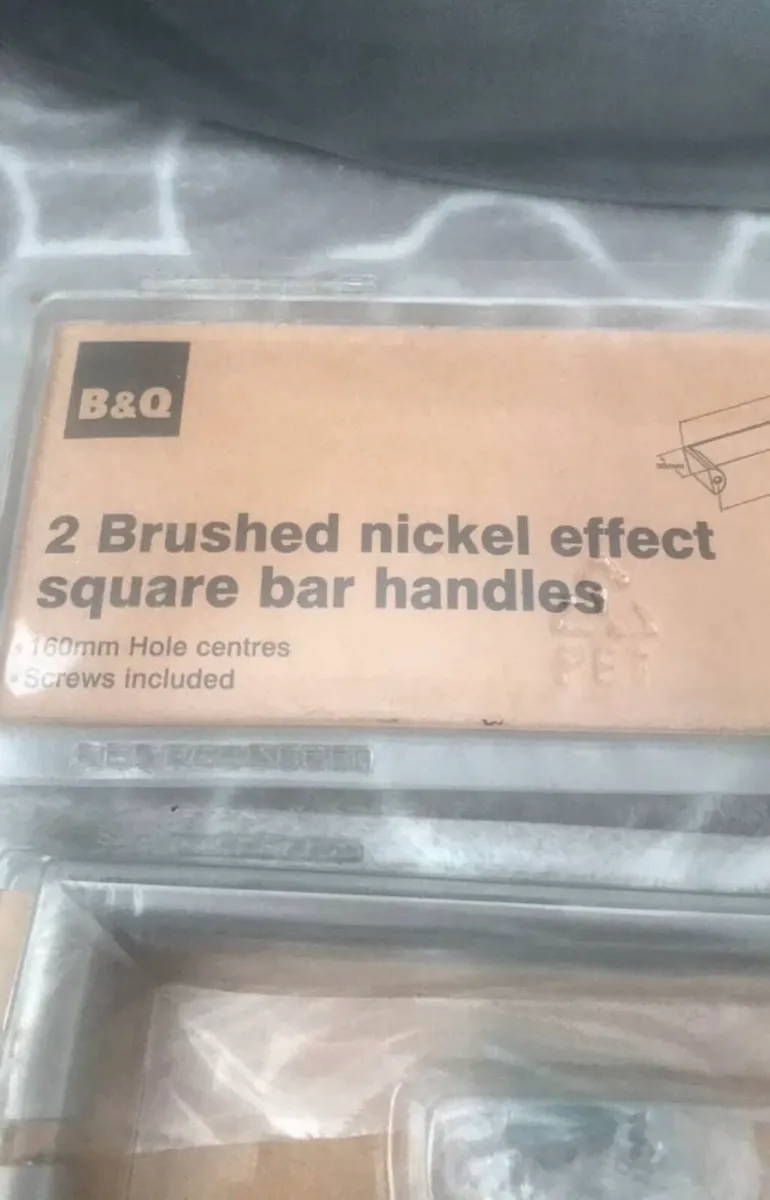 B&Q
2 Brushed nickel effect
square bar handles
• 160mm Hole centres
• Screws included
PET